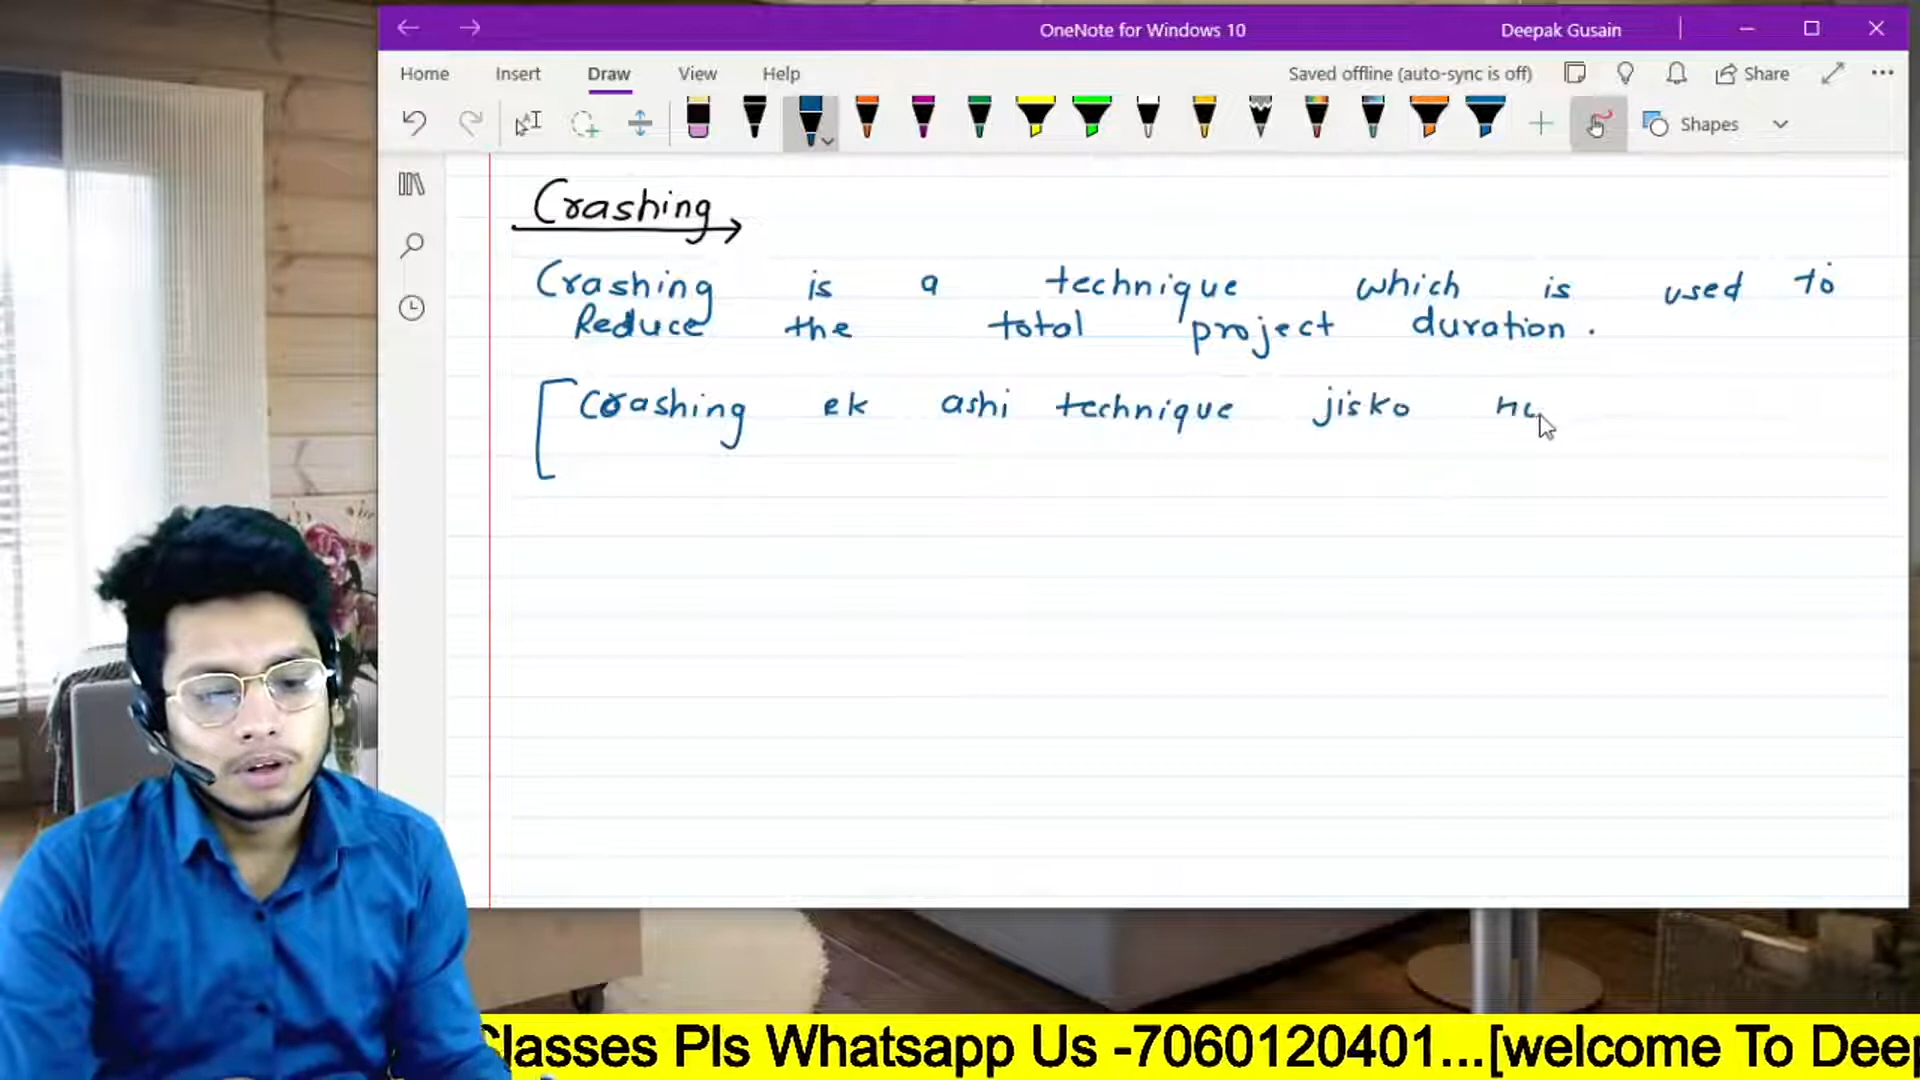 OneNote for Windows 10
Deepak Gusain
Home Insert Draw View Help
Saved offline (auto-sync is off)
Share
Shapes
Crashing
Crashing is a technique which is used to
Reduce the total project duration.
Crashing ek ashi technique jisko
Classes Pls Whatsapp Us -7060120401...[welcome To Deep